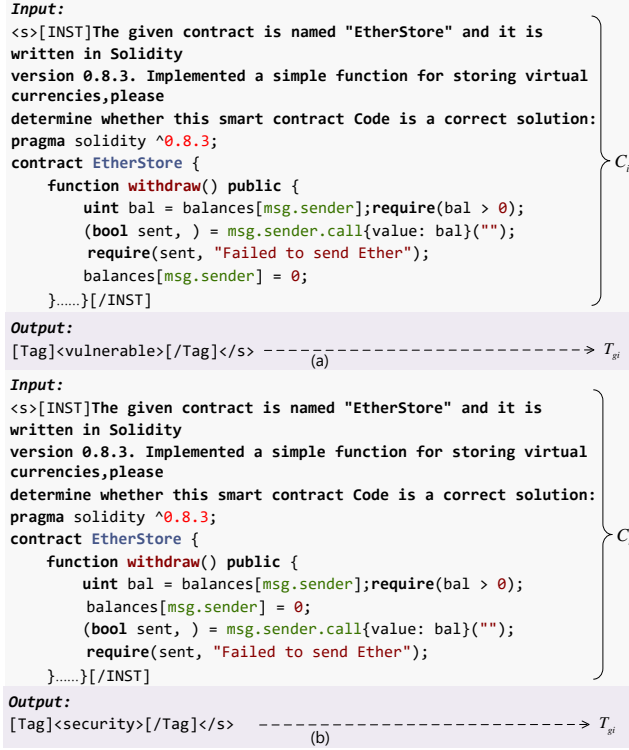 Input:
<s>[INST]The given contract is named "EtherStore" and it is
written in Solidity
version 0.8.3. Implemented a simple function for storing virtual
currencies,please
determine whether this smart contract Code is a correct solution:
pragma solidity ^0.8.3;
contract EtherStore {
    function withdraw() public {
        uint bal = balances[msg.sender];require(bal > 0);
        (bool sent, ) = msg.sender.call{value: bal}("");
        require(sent, "Failed to send Ether");
        balances[msg.sender] = 0;
    }……}[/INST]
C_i
Output:
[Tag]<vulnerable>[/Tag]</s> T_gi
(a)
Input:
<s>[INST]The given contract is named "EtherStore" and it is
written in Solidity
version 0.8.3. Implemented a simple function for storing virtual
currencies,please
determine whether this smart contract Code is a correct solution:
pragma solidity ^0.8.3;
contract EtherStore {
    function withdraw() public {
        uint bal = balances[msg.sender];require(bal > 0);
        balances[msg.sender] = 0;
        (bool sent, ) = msg.sender.call{value: bal}("");
        require(sent, "Failed to send Ether");
    }……}[/INST]
C
Output:
[Tag]<security>[/Tag]</s> T_gi
(b)